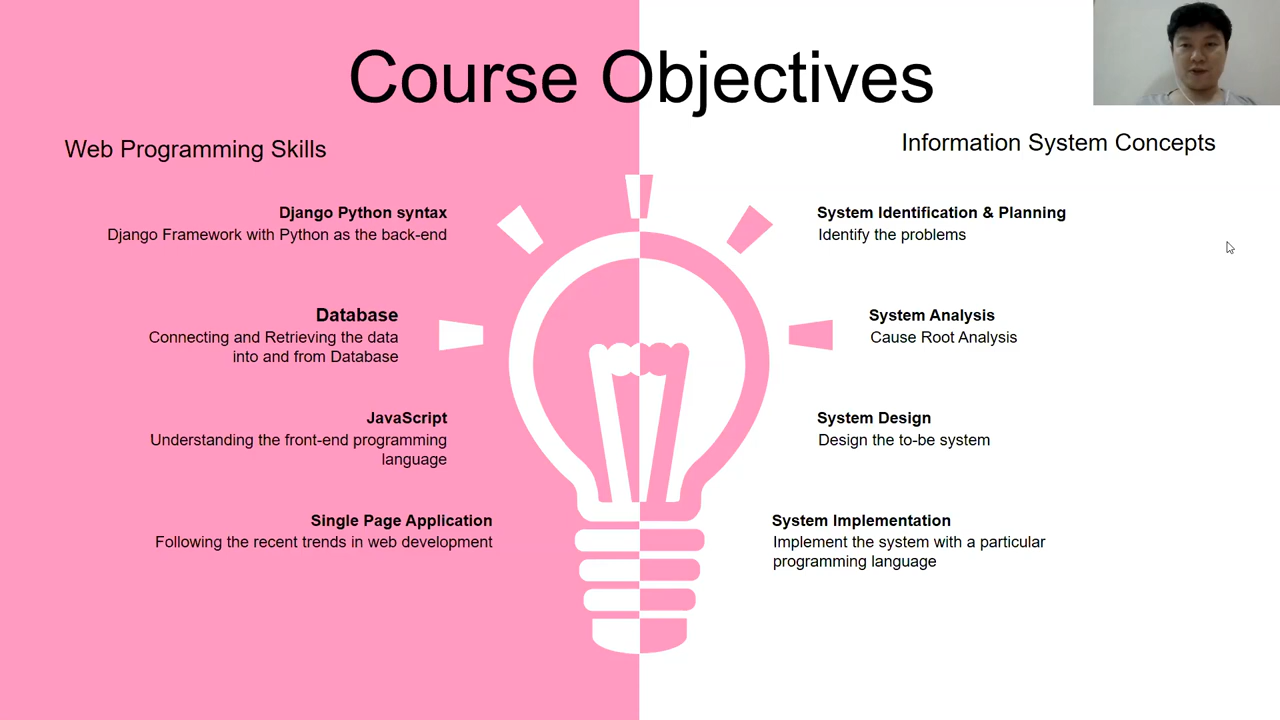 Course Objectives
Web Programming Skills
Django Python syntax
Django Framework with Python as the back-end
Database
Connecting and Retrieving the data
into and from Database
JavaScript
Understanding the front-end programming
language
Single Page Application
Following the recent trends in web development
Information System Concepts
System Identification & Planning
Identify the problems
System Analysis
Cause Root Analysis
System Design
Design the to-be system
System Implementation
Implement the system with a particular
programming language